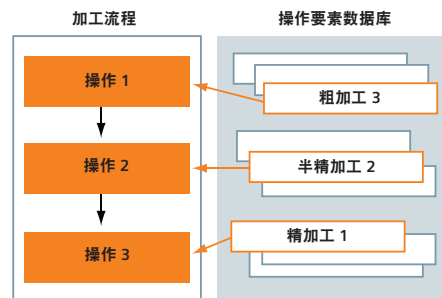 加工流程
操作要素数据库
操作 1
粗加工 3
操作 2
半精加工 2
精加工 1
操作 3